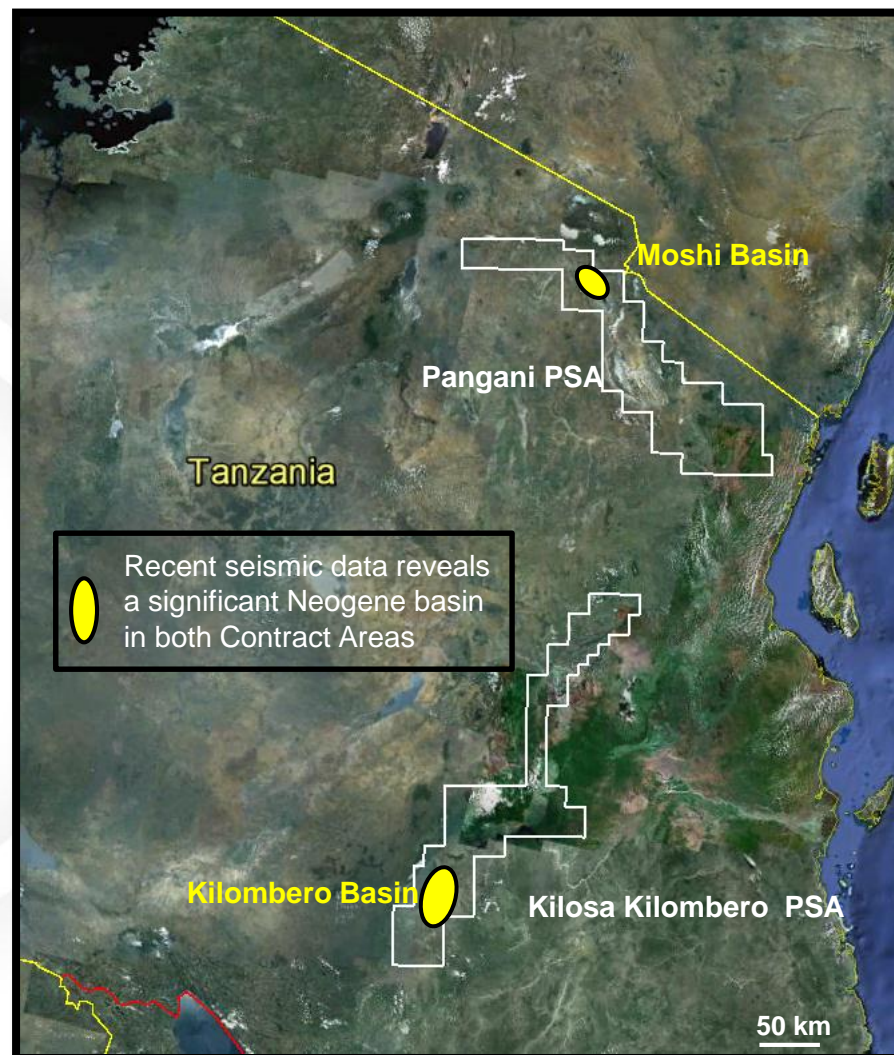 Moshi Basin
Pangani PSA
Tanzania
Recent seismic data reveals
a significant Neogene basin
in both Contract Areas
Kilombero Basin
Kilosa Kilombero PSA
50 km